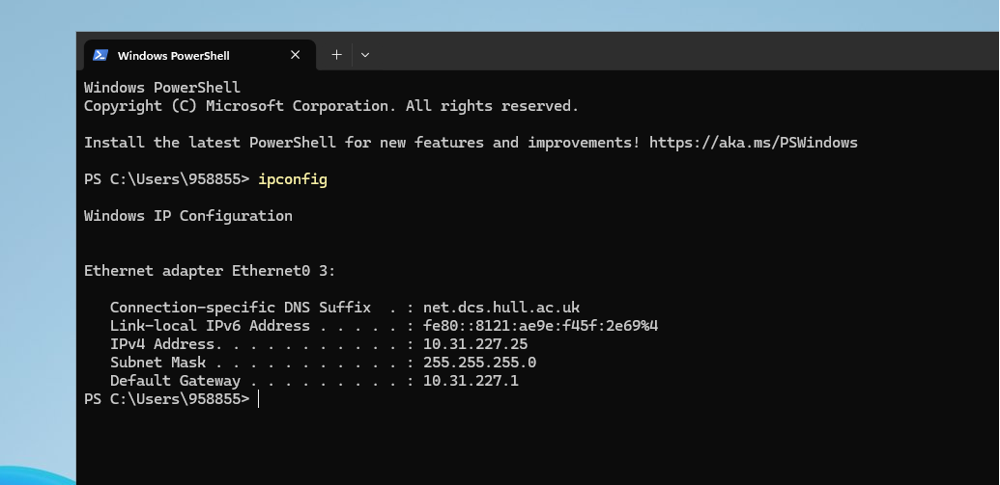 Windows PowerShell
Windows PowerShell
Copyright (C) Microsoft Corporation. All rights reserved.
Install the latest PowerShell for new features and improvements! https://aka.ms/PSWindows
PS C:\Users\958855> ipconfig
Windows IP Configuration
Ethernet adapter Ethernet0 3:
Connection-specific DNS Suffix  . : net.dcs.hull.ac.uk
Link-local IPv6 Address . . . . . : fe80::8121:ae9e:f45f:2e69%4
IPv4 Address. . . . . . . . . . . : 10.31.227.25
Subnet Mask . . . . . . . . . . . : 255.255.255.0
Default Gateway . . . . . . . . . : 10.31.227.1
PS C:\Users\958855>